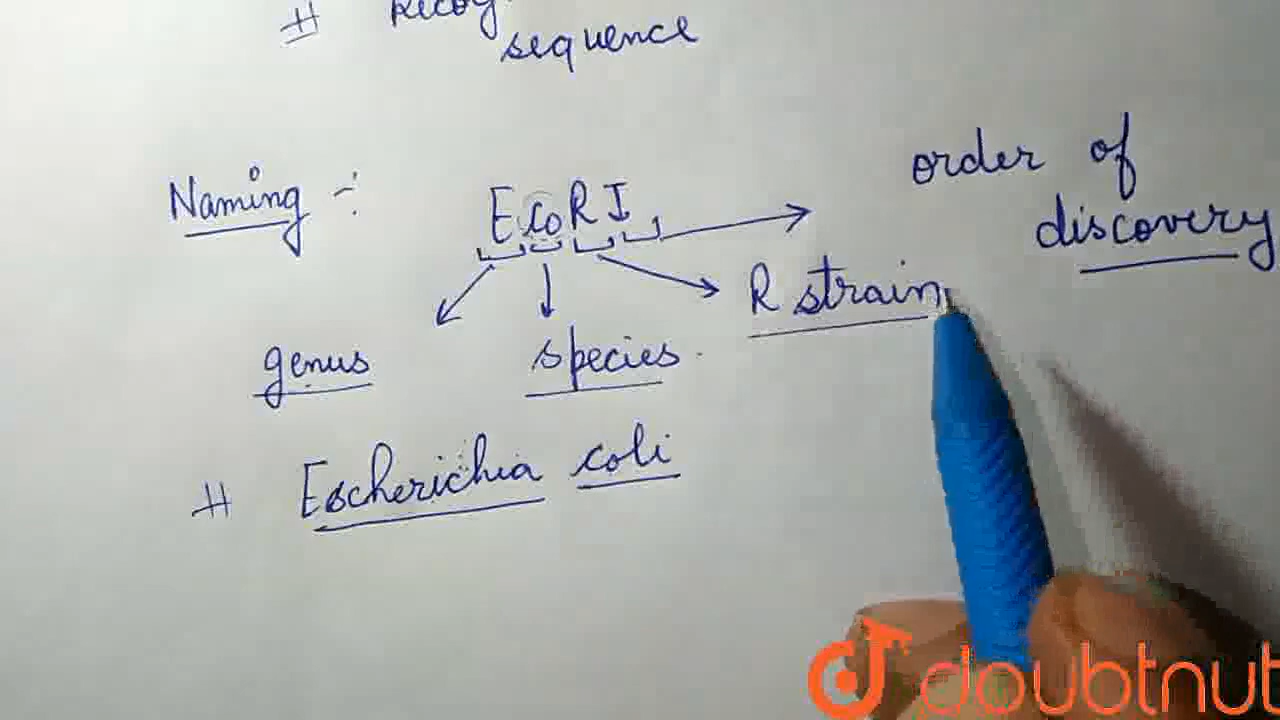 #
sequence
Naming :- EcoRI order of
discovery
R strain
genus species.
# Escherichia coli
doubtnut